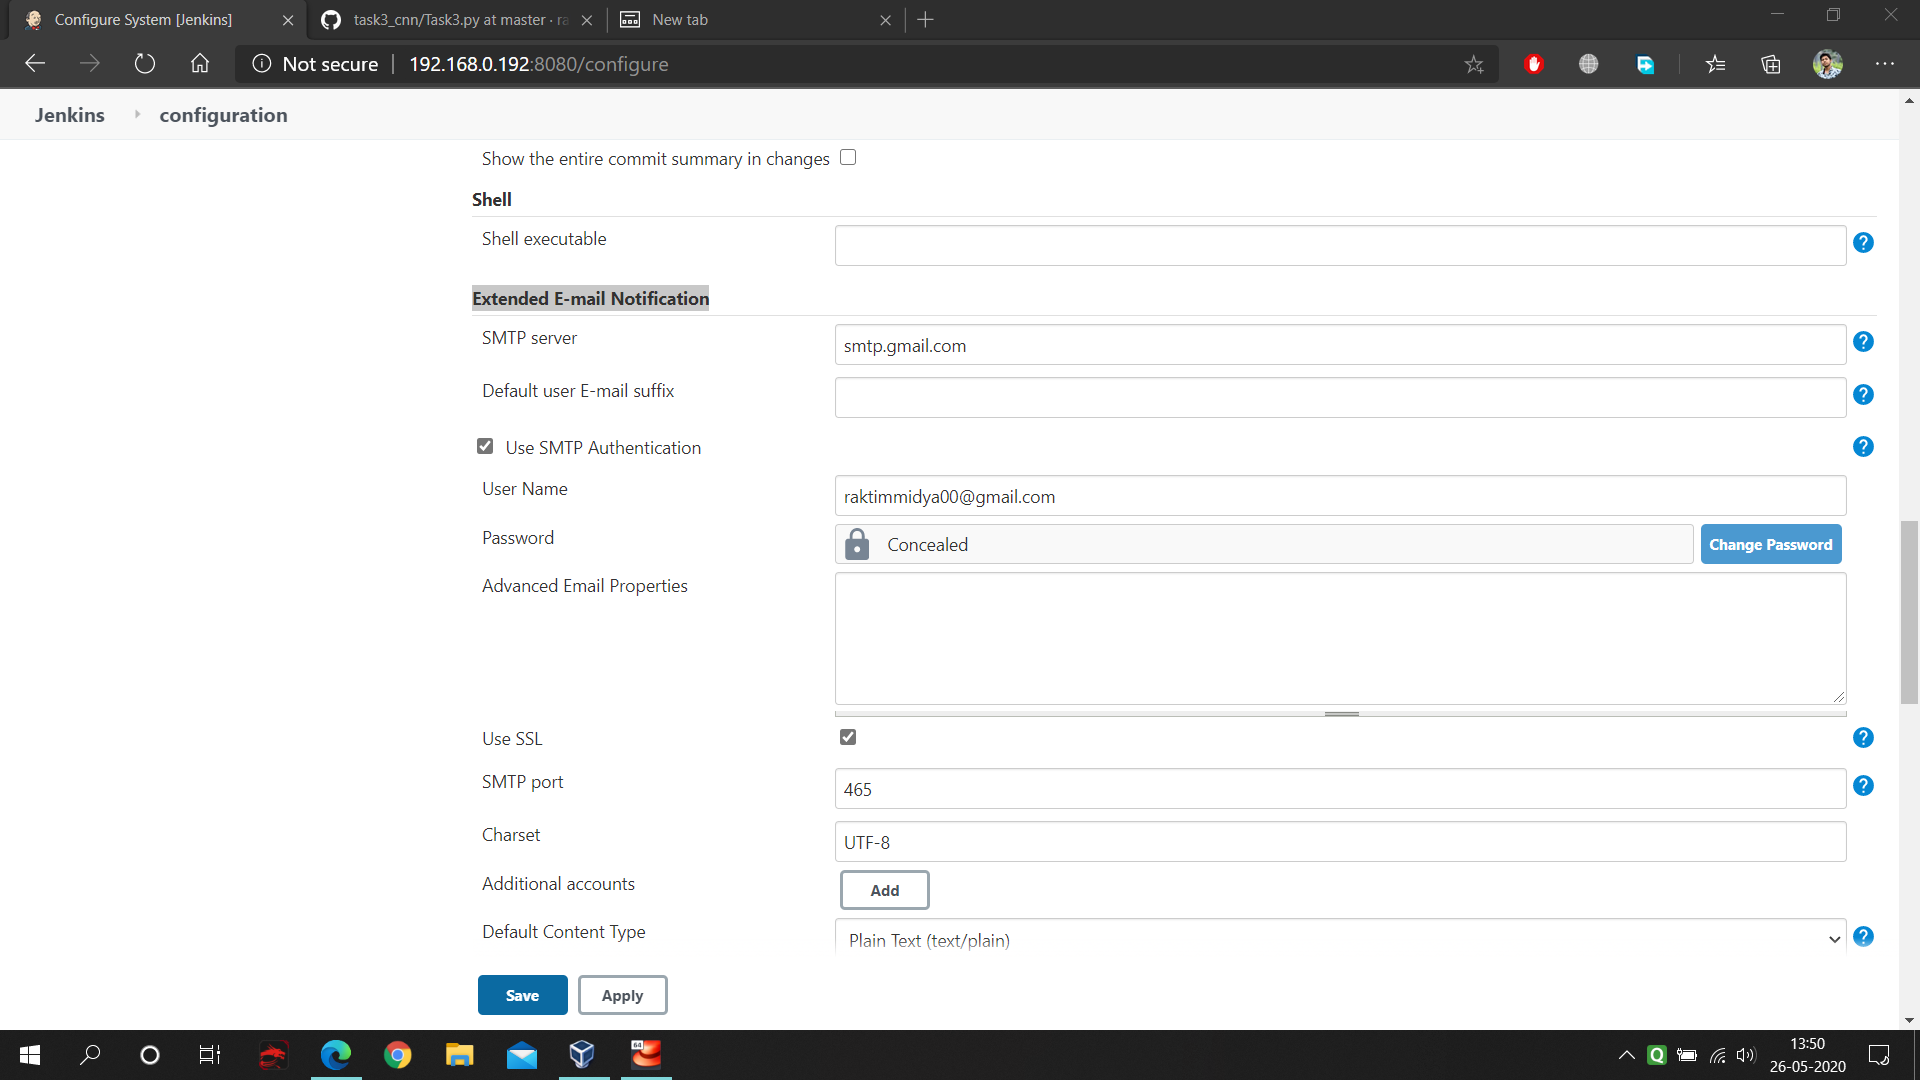 Configure System [Jenkins]
task3_cnn/Task3.py at master · ra
New tab
Not secure | 192.168.0.192:8080/configure
Jenkins
configuration
Show the entire commit summary in changes
Shell
Shell executable
Extended E-mail Notification
SMTP server
smtp.gmail.com
Default user E-mail suffix
Use SMTP Authentication
User Name
raktimmidya00@gmail.com
Password
Concealed
Change Password
Advanced Email Properties
Use SSL
SMTP port
465
Charset
UTF-8
Additional accounts
Add
Default Content Type
Plain Text (text/plain)
Save
Apply
64
Q
13:50
26-05-2020